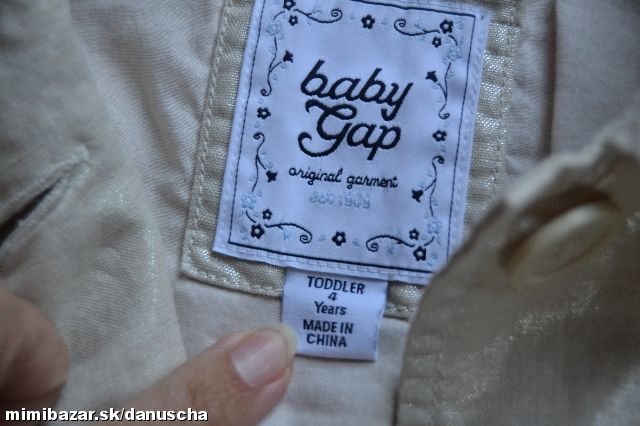 baby
Gap
original garment
est. 1969
TODDLER
4
Years
MADE IN
CHINA
mimibazar.sk/danuscha